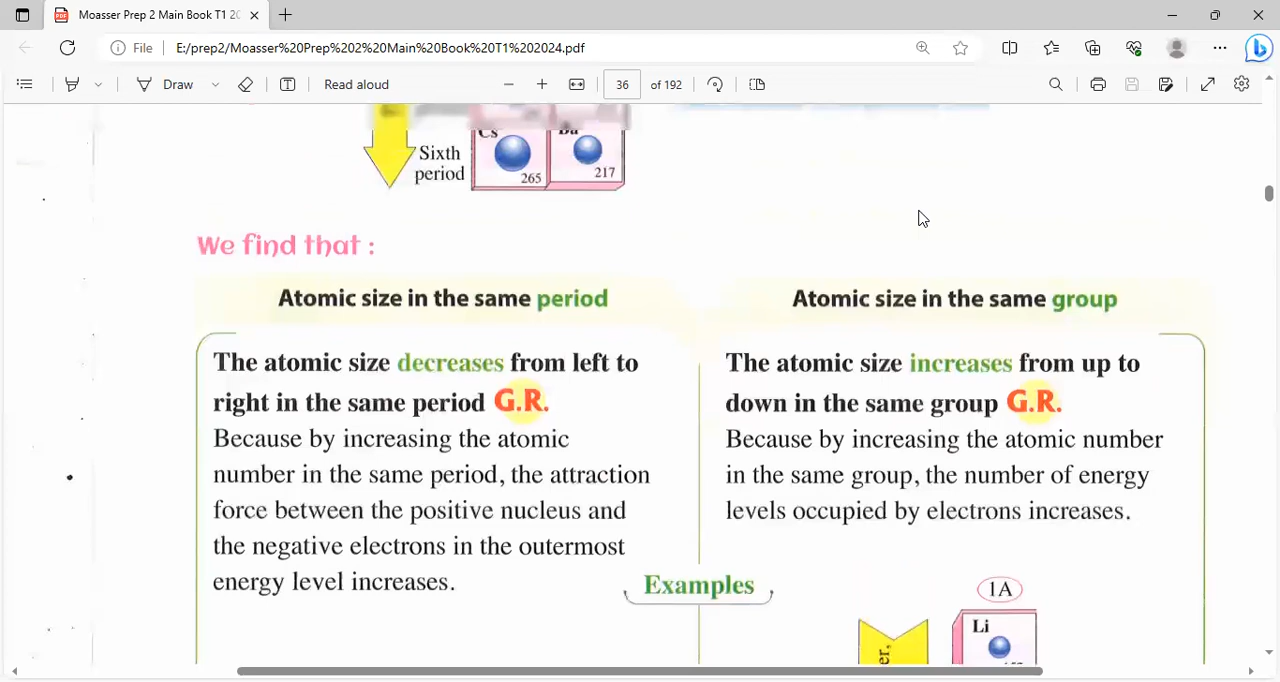 Moasser Prep 2 Main Book T1 20
File
E:/prep2/Moasser%20Prep%202%20Main%20Book%20T1%202024.pdf
Draw
Read aloud
36
of 192
Sixth
period
Cs
265
Ba
217
We find that :
Atomic size in the same period
The atomic size decreases from left to
right in the same period G.R.
Because by increasing the atomic
number in the same period, the attraction
force between the positive nucleus and
the negative electrons in the outermost
energy level increases.
Atomic size in the same group
The atomic size increases from up to
down in the same group G.R.
Because by increasing the atomic number
in the same group, the number of energy
levels occupied by electrons increases.
Examples
1A
Li